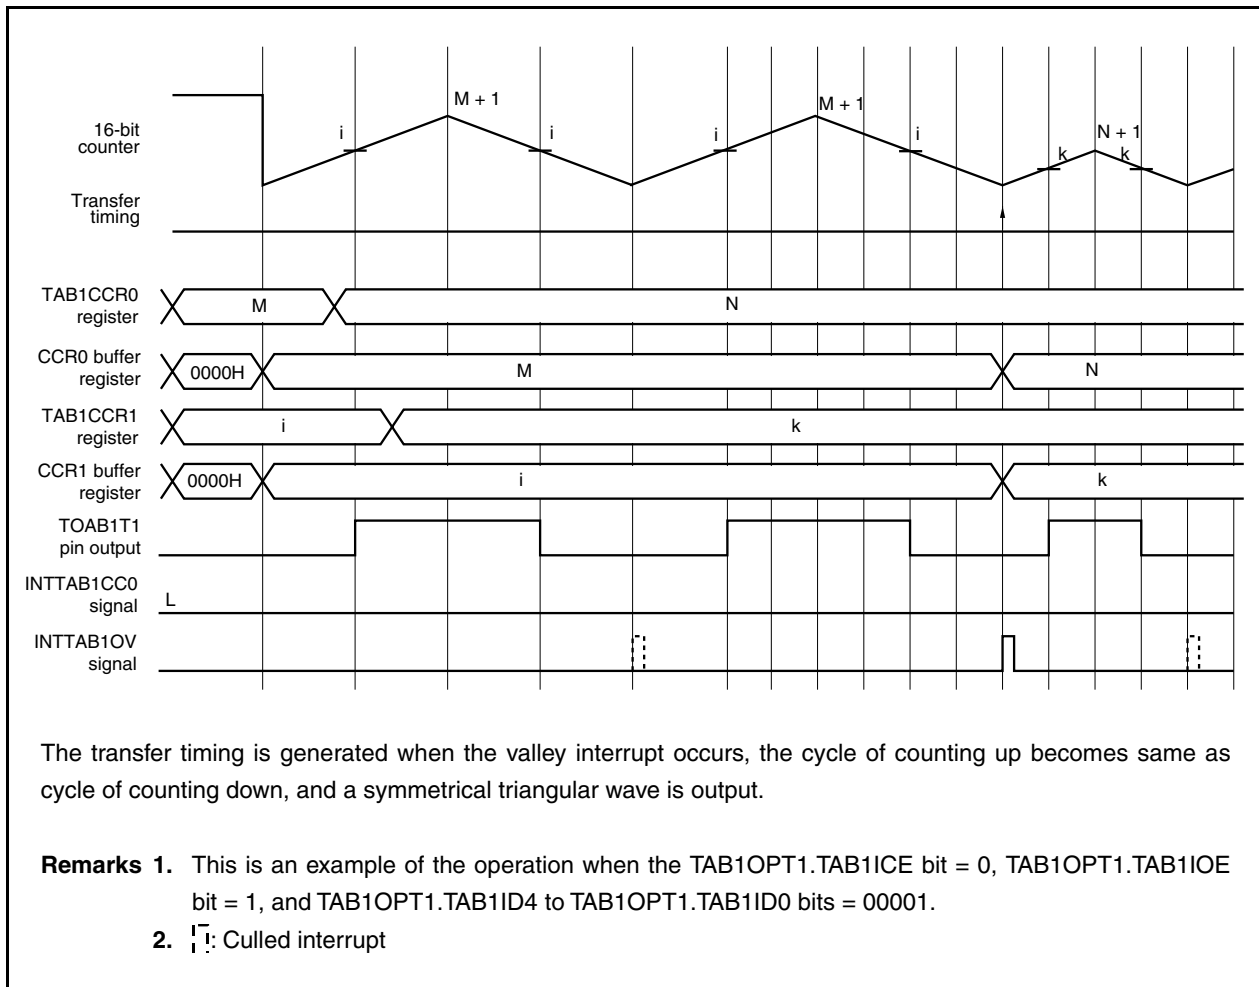 M + 1
M + 1
N + 1
i
i
i
i
k
k
16-bit
counter
Transfer
timing
TAB1CCR0
register
M
N
CCR0 buffer
register
0000H
M
N
TAB1CCR1
register
i
k
CCR1 buffer
register
0000H
i
k
TOAB1T1
pin output
INTTAB1CC0
signal
L
INTTAB1OV
signal
The transfer timing is generated when the valley interrupt occurs, the cycle of counting up becomes same as
cycle of counting down, and a symmetrical triangular wave is output.
Remarks 1. This is an example of the operation when the TAB1OPT1.TAB1ICE bit = 0, TAB1OPT1.TAB1IOE
bit = 1, and TAB1OPT1.TAB1ID4 to TAB1OPT1.TAB1ID0 bits = 00001.
2. : Culled interrupt